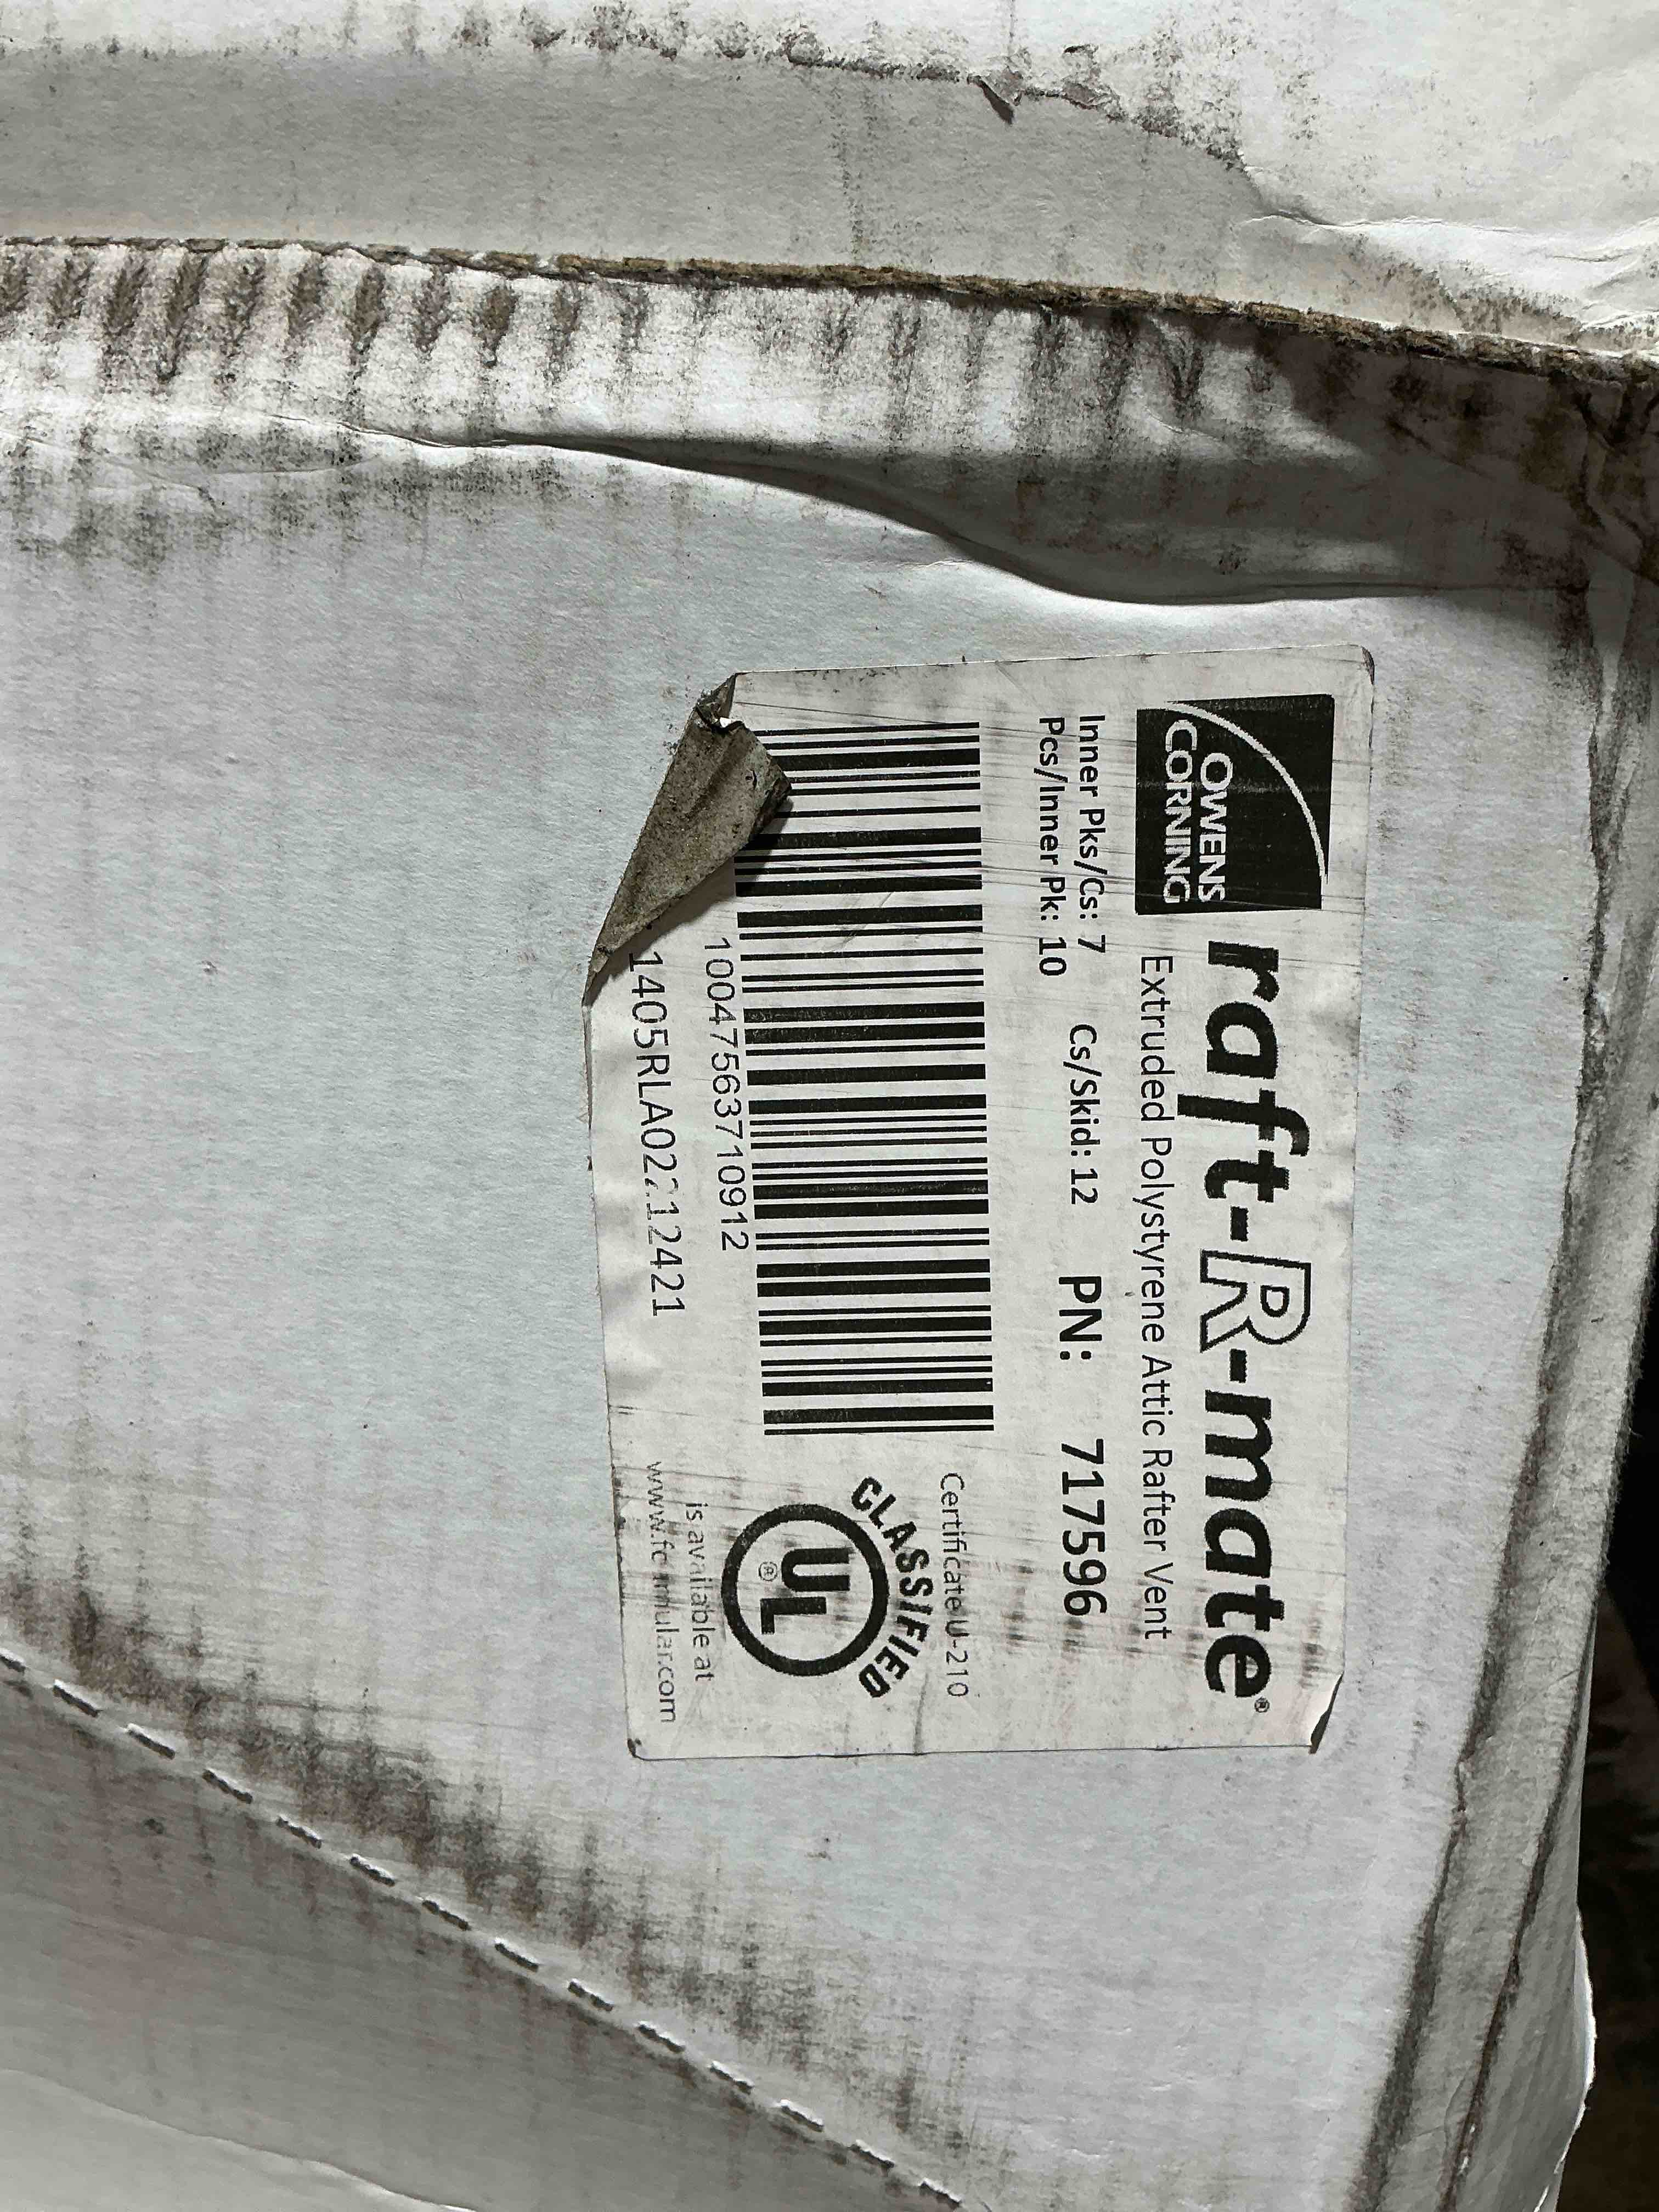 OWENS
CORNING
raft-R-mate®
Extruded Polystyrene Attic Rafter Vent
Inner Pks/Cs: 7 Cs/Skid: 12 PN: 717596
Pcs/Inner Pk: 10
10047563710912
1405RLA02212421
Certificate U-210
CLASSIFIED
UL®
is available at